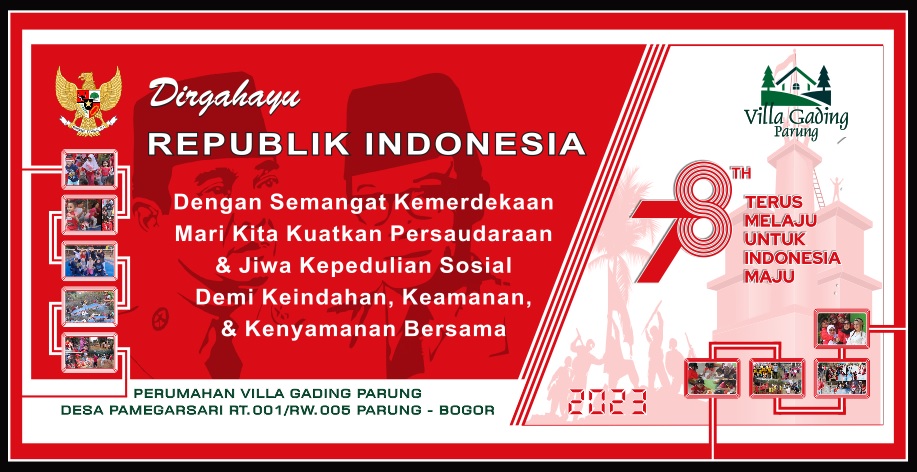 Dirgahayu
REPUBLIK INDONESIA
Dengan Semangat Kemerdekaan
Mari Kita Kuatkan Persaudaraan
& Jiwa Kepedulian Sosial
Demi Keindahan, Keamanan,
& Kenyamanan Bersama
PERUMAHAN VILLA GADING PARUNG
DESA PAMEGARSARI RT.001/RW.005 PARUNG - BOGOR
Villa Gading
Parung
78TH
TERUS
MELAJU
UNTUK
INDONESIA
MAJU
2023